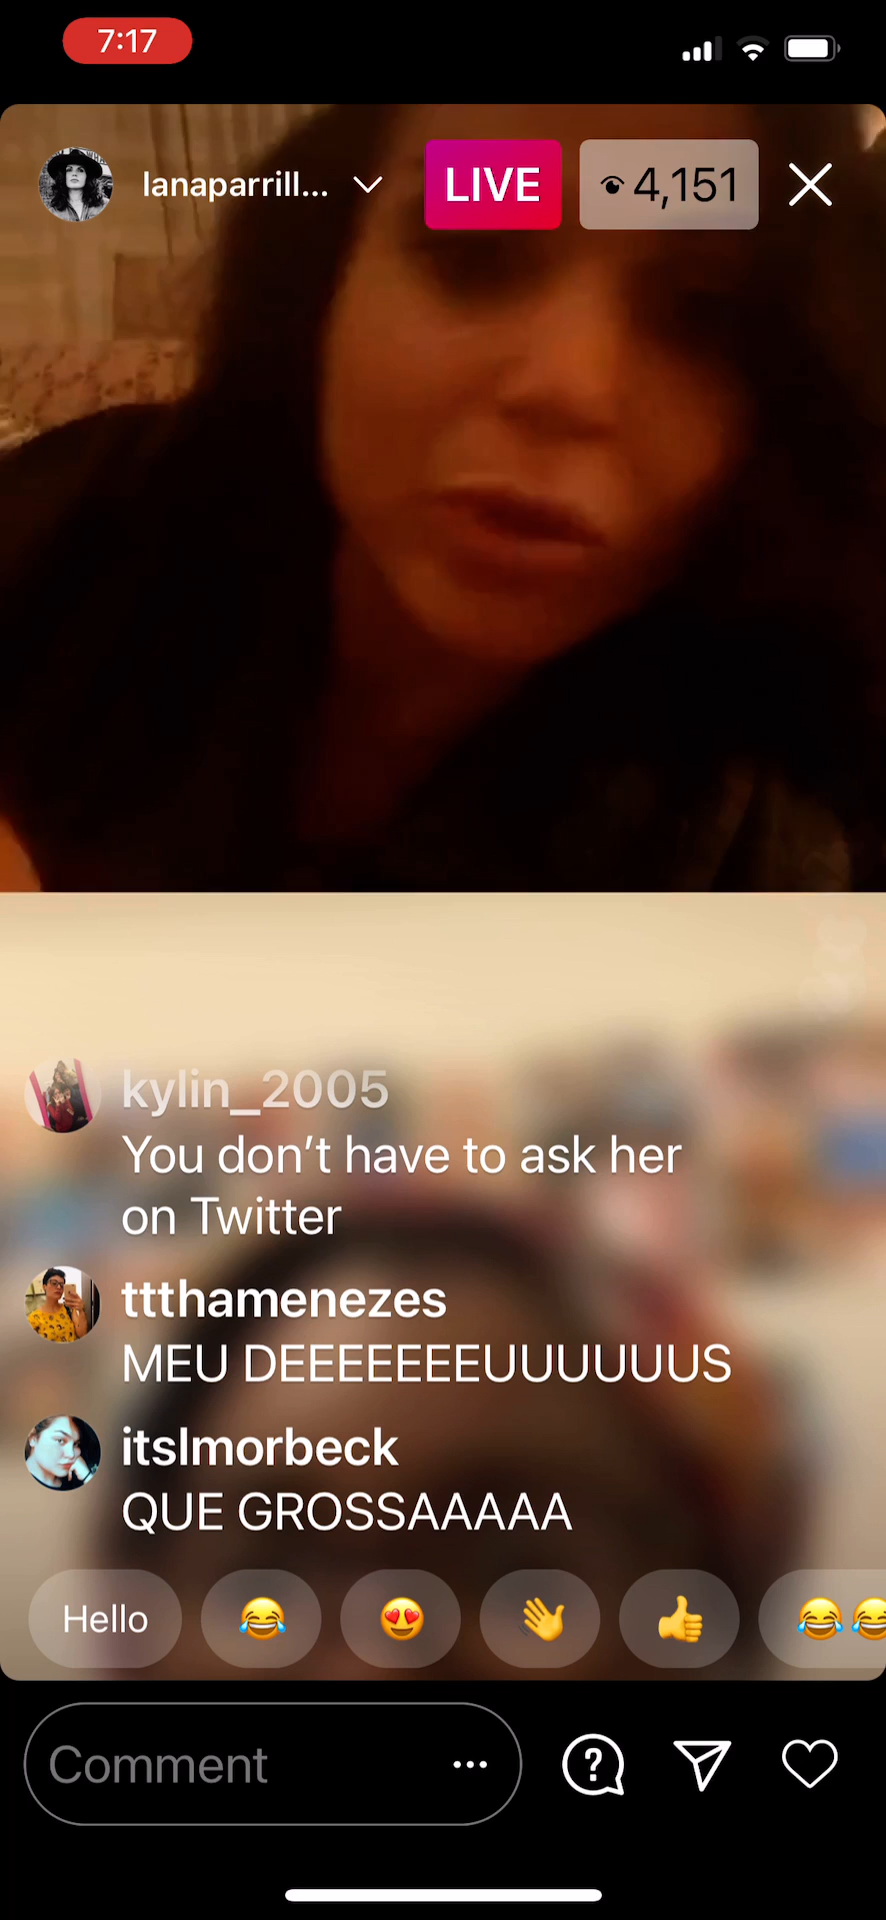 7:17
lanaparrill...
LIVE
4,151
kylin_2005
You don’t have to ask her
on Twitter
ttthamenezes
MEU DEEEEEEEUUUUUUS
itslmorbeck
QUE GROSSAAAAA
Hello
Comment